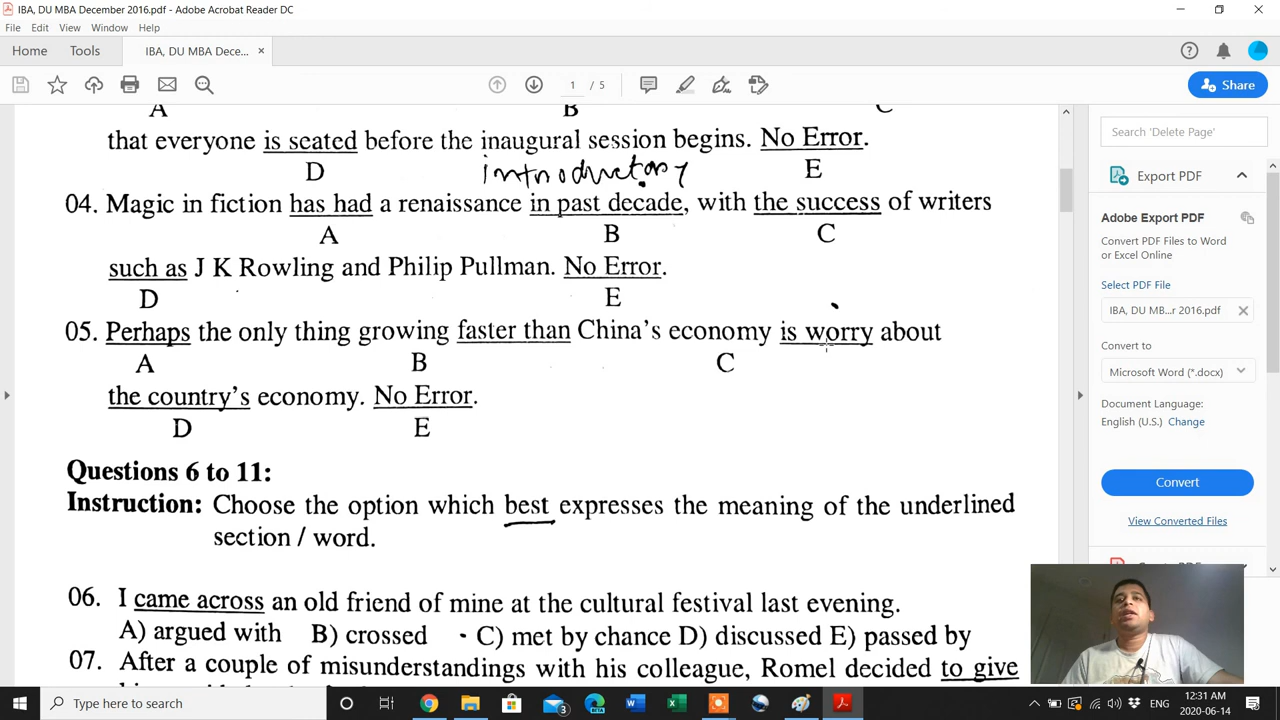 IBA, DU MBA December 2016.pdf - Adobe Acrobat Reader DC
File Edit View Window Help
Home Tools IBA, DU MBA Dece... ×
1 / 5 Share
A B C
that everyone is seated before the inaugural session begins. No Error.
D introductory E
04. Magic in fiction has had a renaissance in past decade, with the success of writers
A B C
such as J K Rowling and Philip Pullman. No Error.
D E
05. Perhaps the only thing growing faster than China's economy is worry about
A B C
the country's economy. No Error.
D E
Questions 6 to 11:
Instruction: Choose the option which best expresses the meaning of the underlined
section / word.
06. I came across an old friend of mine at the cultural festival last evening.
A) argued with B) crossed C) met by chance D) discussed E) passed by
07. After a couple of misunderstandings with his colleague, Romel decided to give
Search 'Delete Page'
Export PDF
Adobe Export PDF
Convert PDF Files to Word
or Excel Online
Select PDF File
IBA, DU MB...r 2016.pdf
Convert to
Microsoft Word (*.docx)
Document Language:
English (U.S.) Change
Convert
View Converted Files
Type here to search
3
BETA
ENG
12:31 AM
2020-06-14